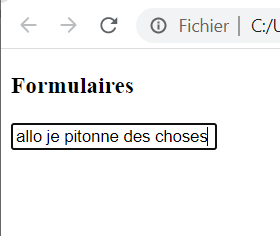 Fichier | C:/U
Formulaires
allo je pitonne des choses